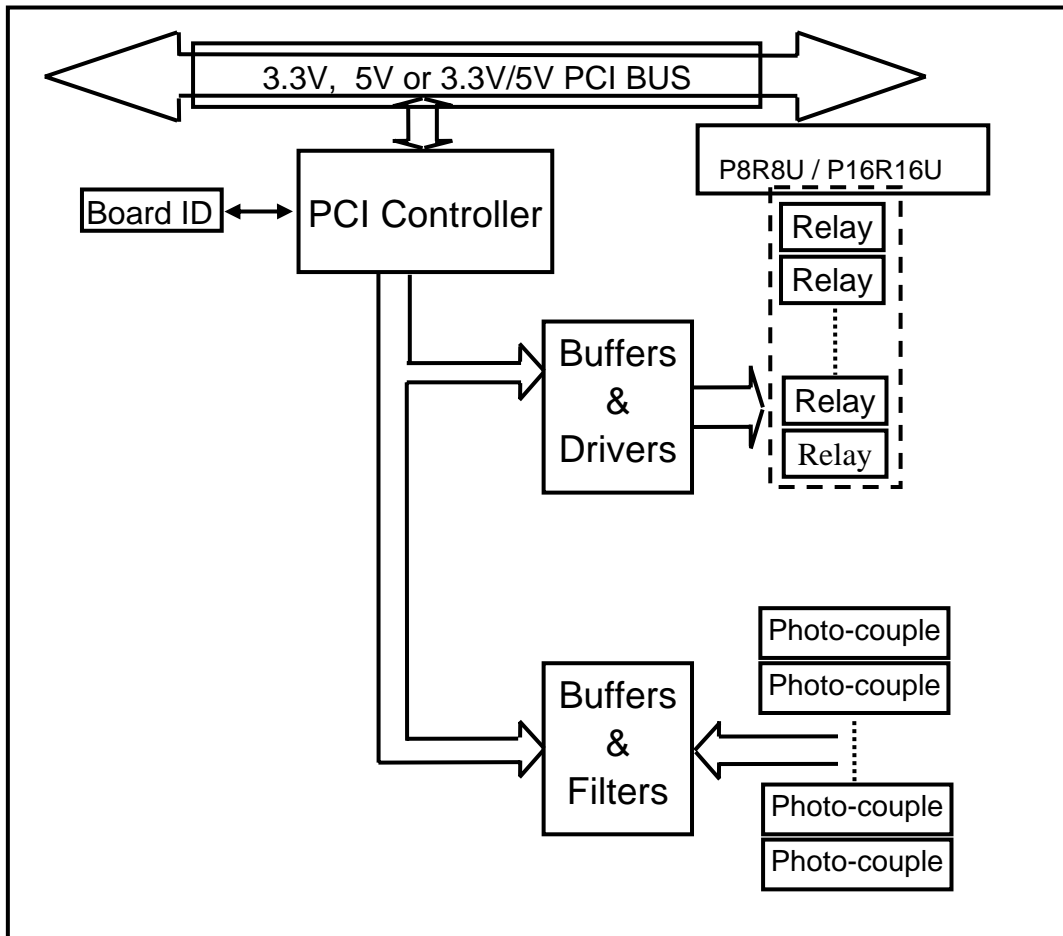 3.3V, 5V or 3.3V/5V PCI BUS
P8R8U / P16R16U
Board ID
PCI Controller
Relay
Relay
Buffers
&
Drivers
Relay
Relay
Photo-couple
Photo-couple
Buffers
&
Filters
Photo-couple
Photo-couple